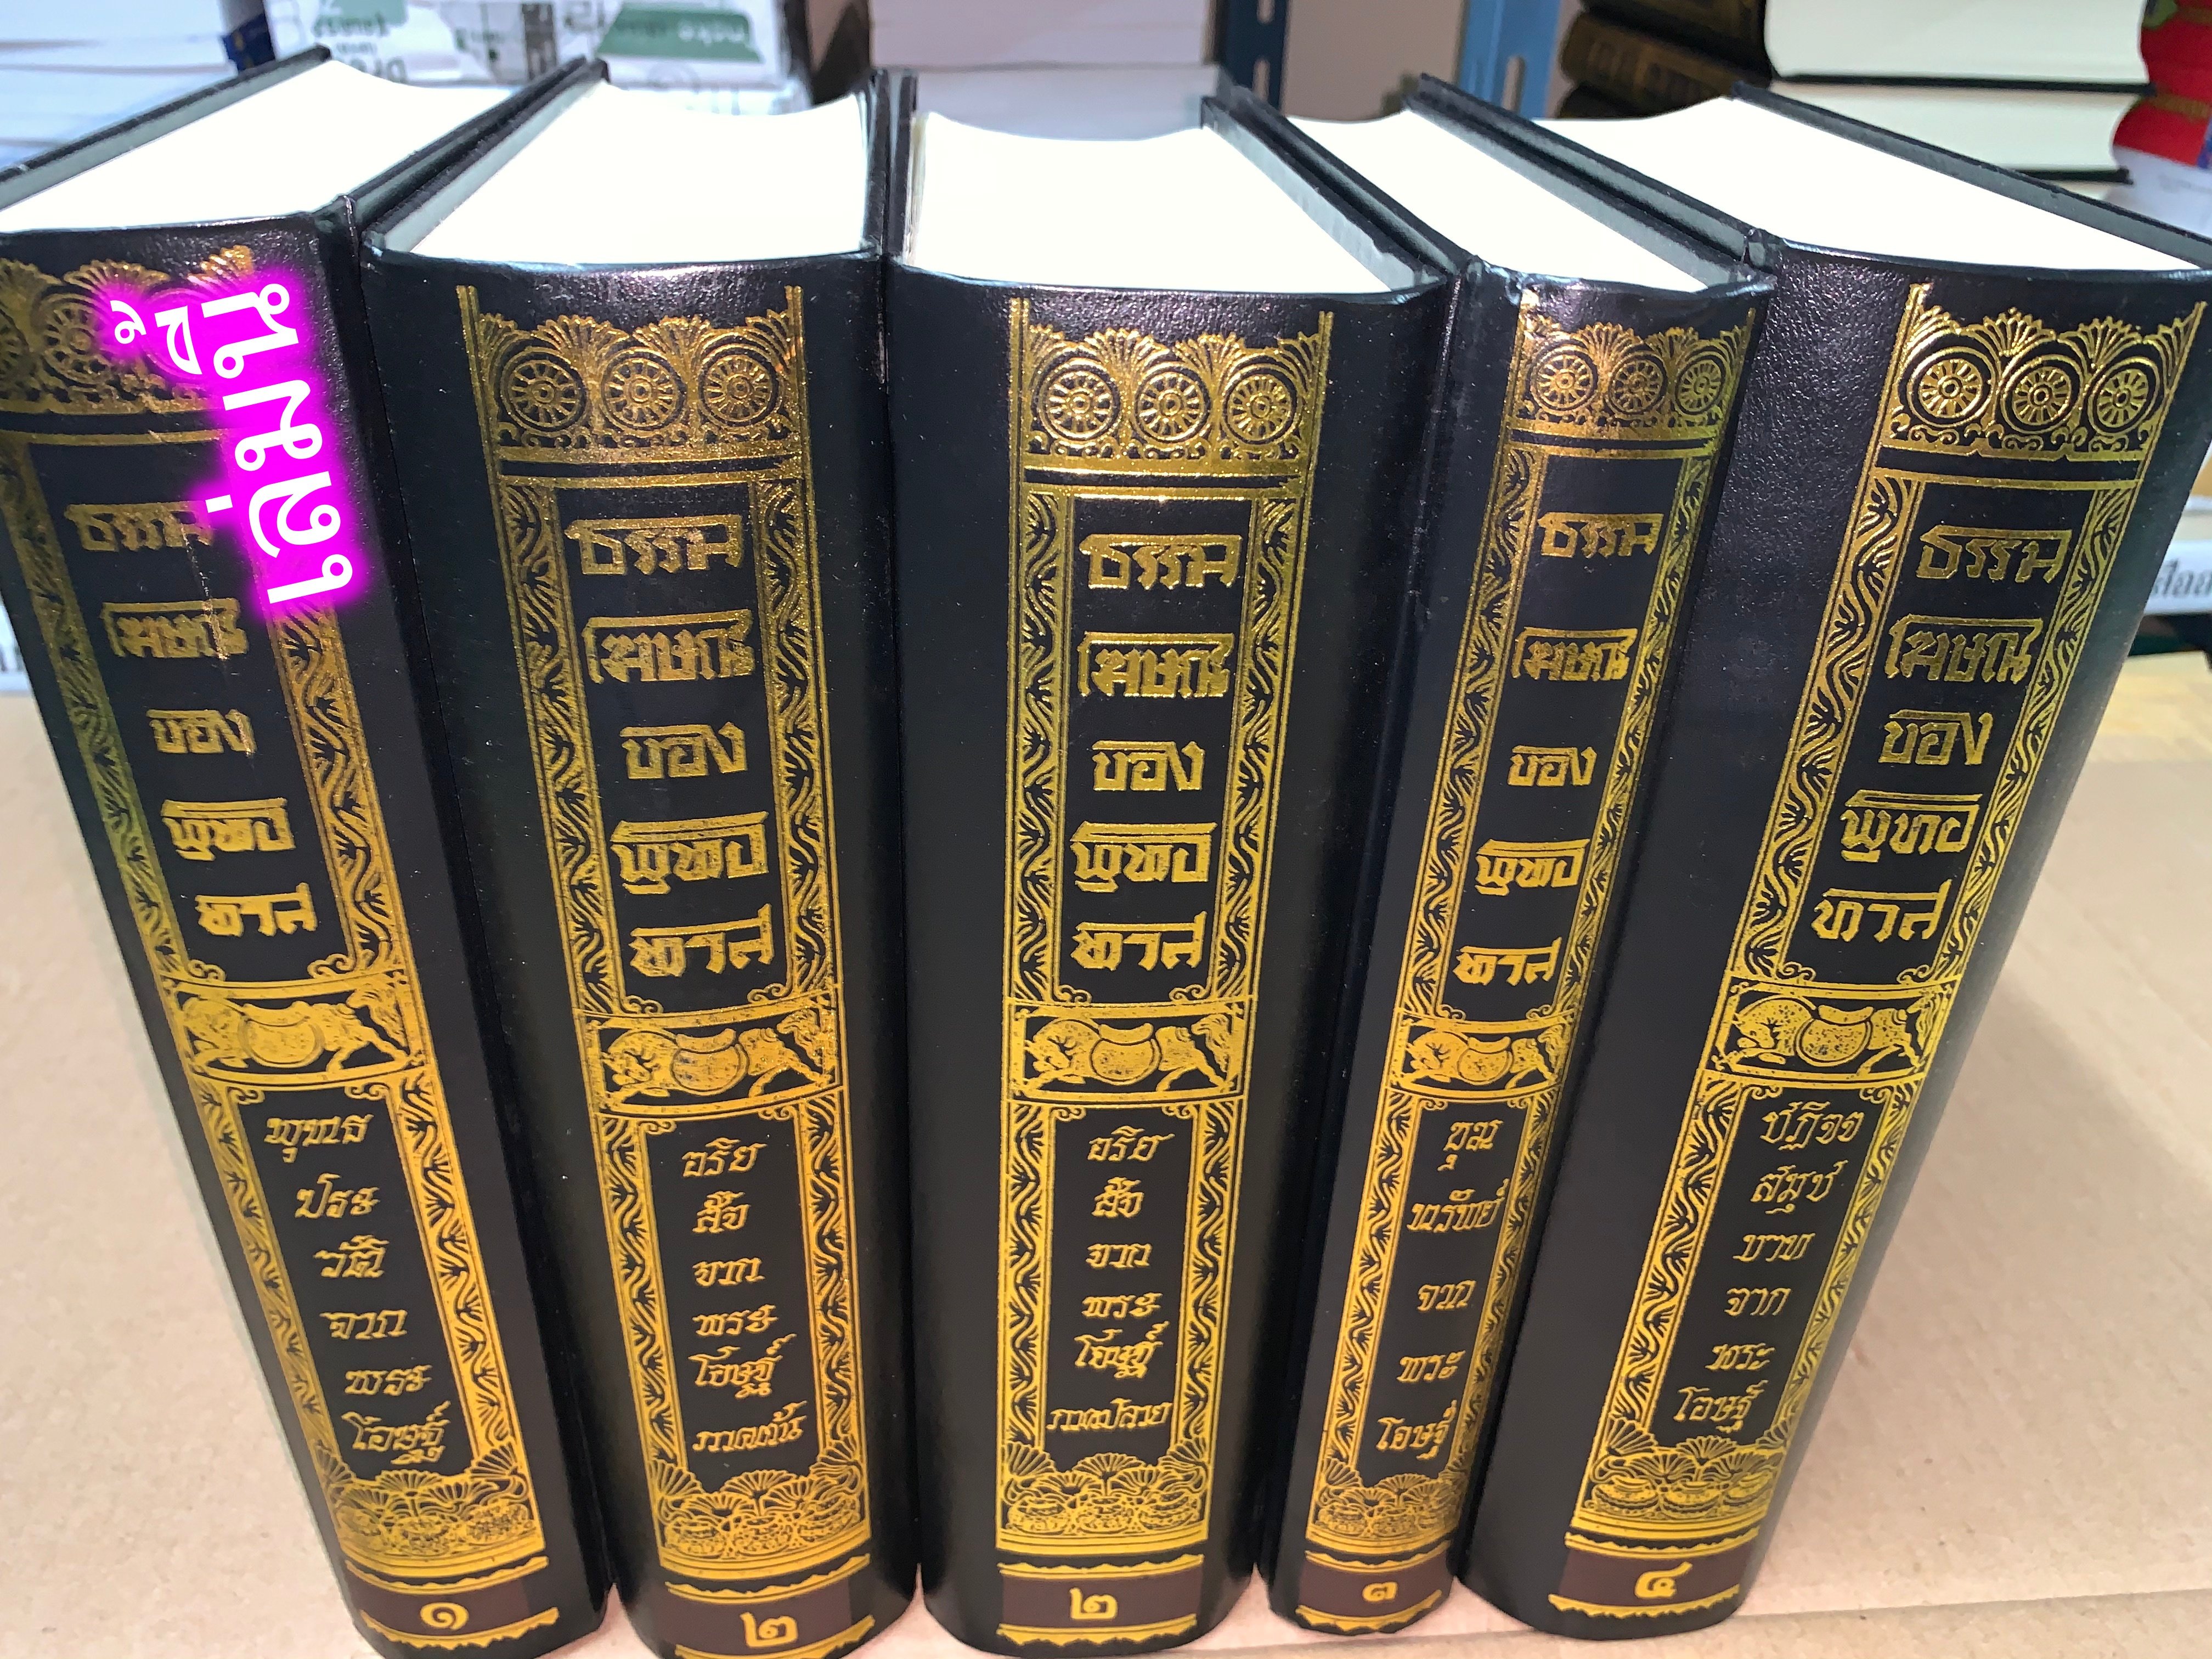 ธรรม
โฆษณ์
ของ
พุทธ
ทาส
พุทธ
ประ
วัติ
จาก
พระ
โอษฐ์
๑
ธรรม
โฆษณ์
ของ
พุทธ
ทาส
อริย
สัจ
จาก
พระ
โอษฐ์
ภาคต้น
๒
ธรรม
โฆษณ์
ของ
พุทธ
ทาส
อริย
สัจ
จาก
พระ
โอษฐ์
ภาคปลาย
๒
ธรรม
โฆษณ์
ของ
พุทธ
ทาส
ขุม
ทรัพย์
จาก
พระ
โอษฐ์
๓
ธรรม
โฆษณ์
ของ
พุทธ
ทาส
ปฏิจจ
สมุป
บาท
จาก
พระ
โอษฐ์
๔